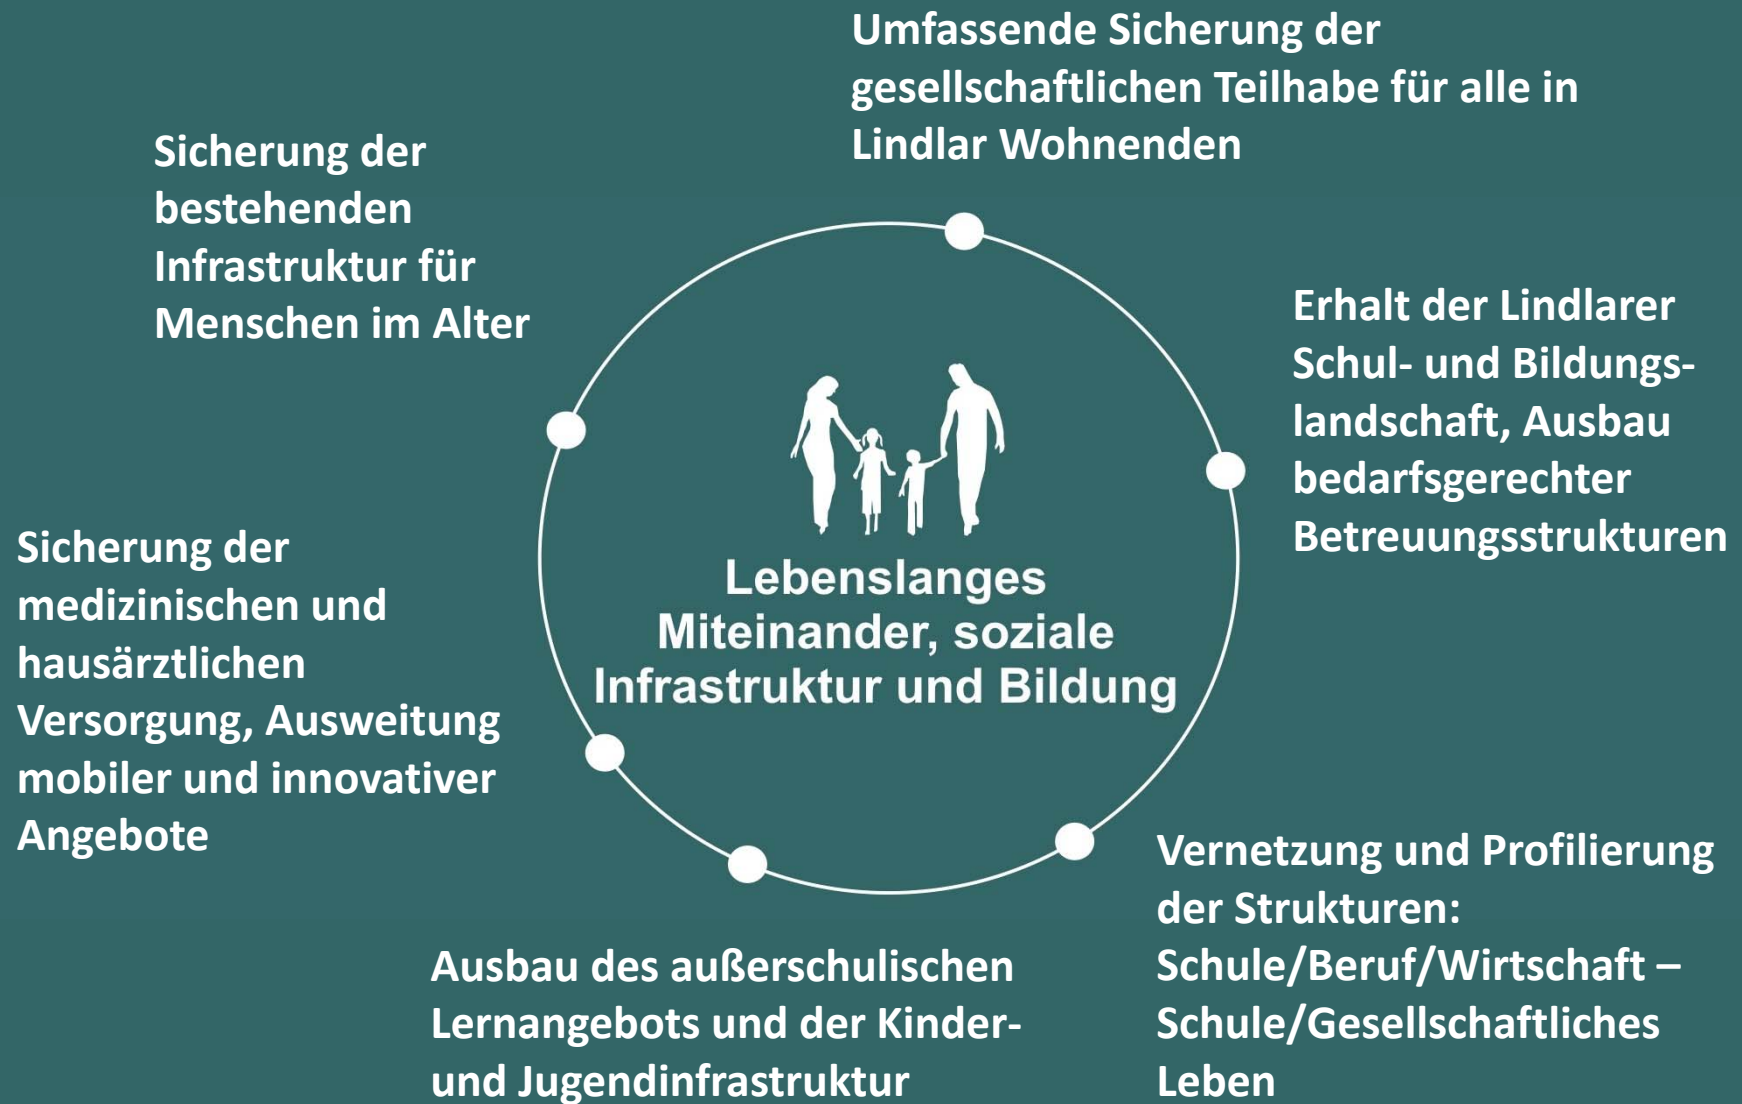 Umfassende Sicherung der
gesellschaftlichen Teilhabe für alle in
Lindlar Wohnenden
Sicherung der
bestehenden
Infrastruktur für
Menschen im Alter
Erhalt der Lindlarer
Schul- und Bildungs-
landschaft, Ausbau
bedarfsgerechter
Betreuungsstrukturen
Sicherung der
medizinischen und
hausärztlichen
Versorgung, Ausweitung
mobiler und innovativer
Angebote
Lebenslanges
Miteinander, soziale
Infrastruktur und Bildung
Vernetzung und Profilierung
der Strukturen:
Schule/Beruf/Wirtschaft –
Schule/Gesellschaftliches
Leben
Ausbau des außerschulischen
Lernangebots und der Kinder-
und Jugendinfrastruktur